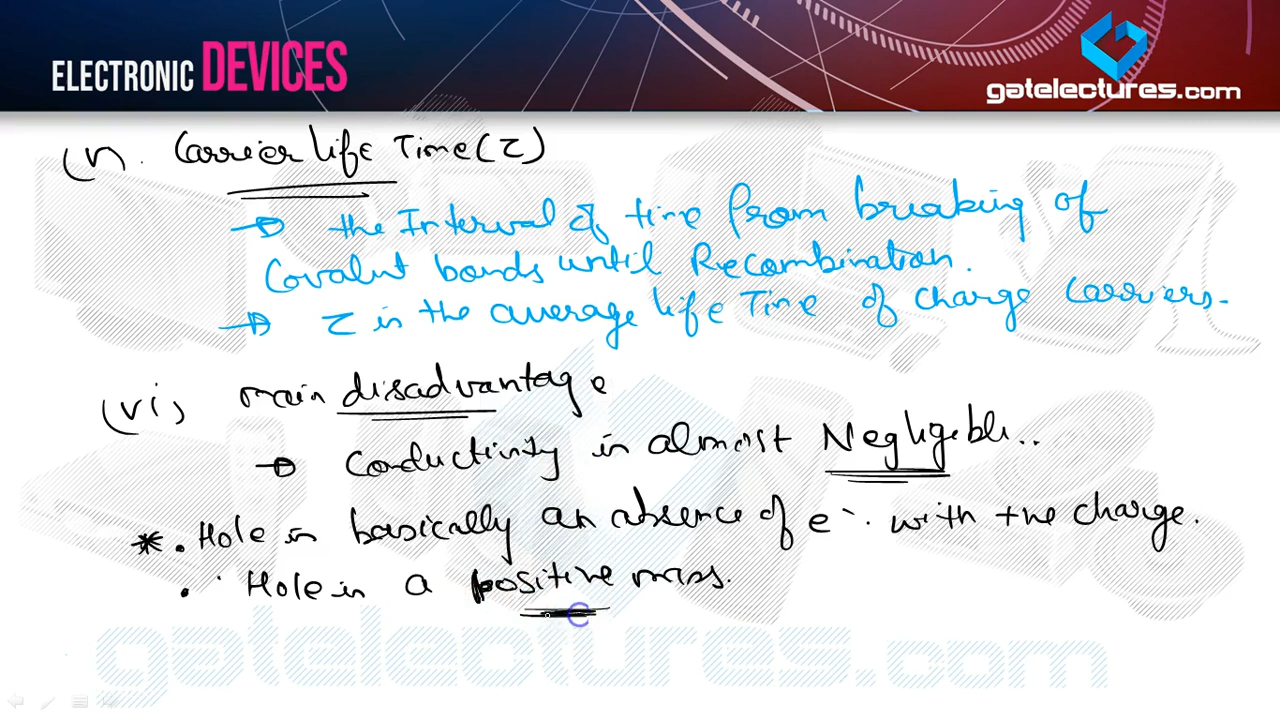 ELECTRONIC DEVICES
gatelectures.com
(v). Carrier life Time (τ)
→ the Interval of time from breaking of
Covalent bonds until Recombination.
→ τ is the average life Time of charge carriers.
(vi) main disadvantage
→ Conductivity is almost Negligible..
* . Hole is basically an absence of e⁻. with the charge.
. Hole is a positive mass.
gatelectures.com